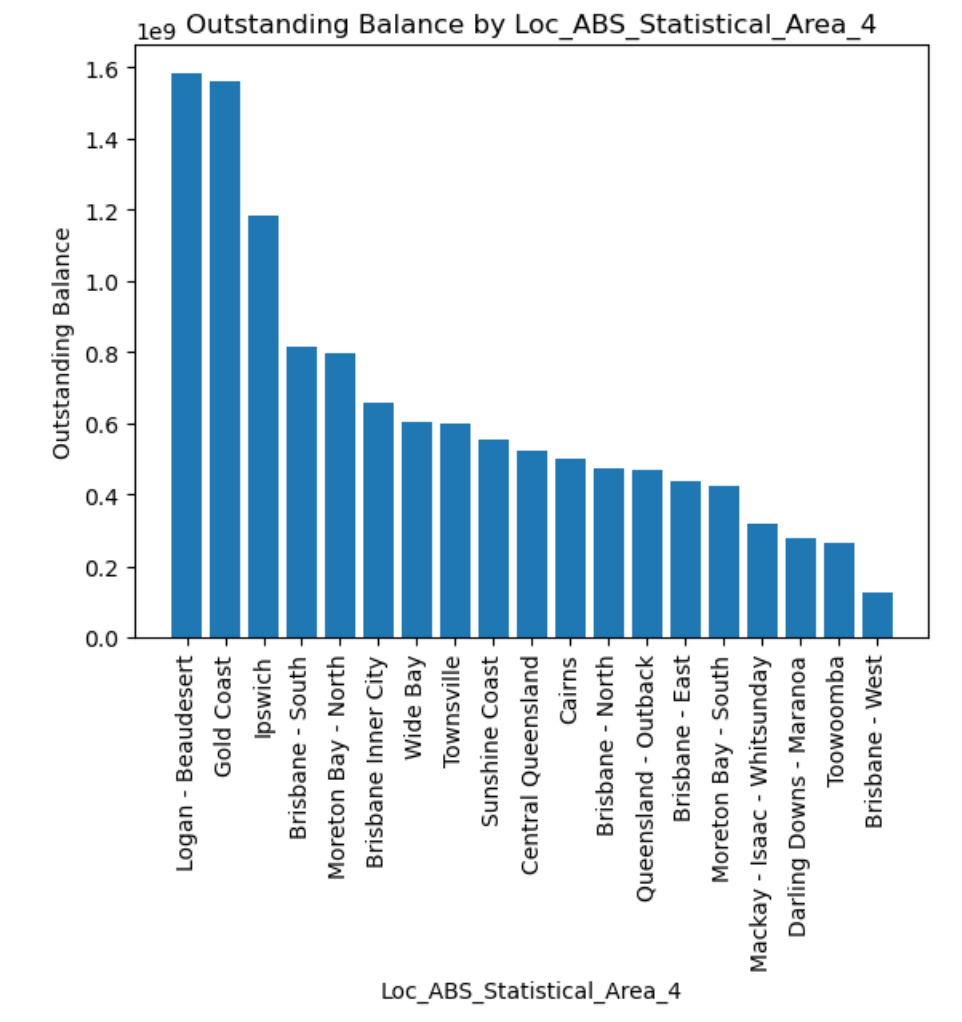 1e9
Outstanding Balance by Loc_ABS_Statistical_Area_4
1.6
1.4
1.2
1.0
0.8
0.6
0.4
0.2
0.0
Outstanding Balance
Logan - Beaudesert
Gold Coast
Ipswich
Brisbane - South
Moreton Bay - North
Brisbane Inner City
Wide Bay
Townsville
Sunshine Coast
Central Queensland
Cairns
Brisbane - North
Queensland - Outback
Brisbane - East
Moreton Bay - South
Mackay - Isaac - Whitsunday
Darling Downs - Maranoa
Toowoomba
Brisbane - West
Loc_ABS_Statistical_Area_4